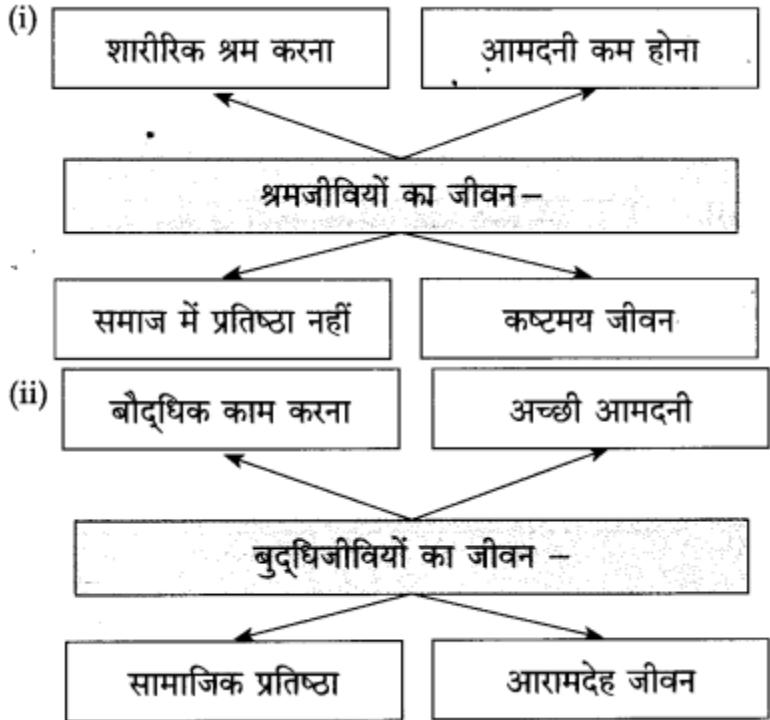 (i)
शारीरिक श्रम करना आमदनी कम होना
श्रमजीवियों का जीवन–
समाज में प्रतिष्ठा नहीं कष्टमय जीवन
(ii)
बौद्धिक काम करना अच्छी आमदनी
बुद्धिजीवियों का जीवन –
सामाजिक प्रतिष्ठा आरामदेह जीवन